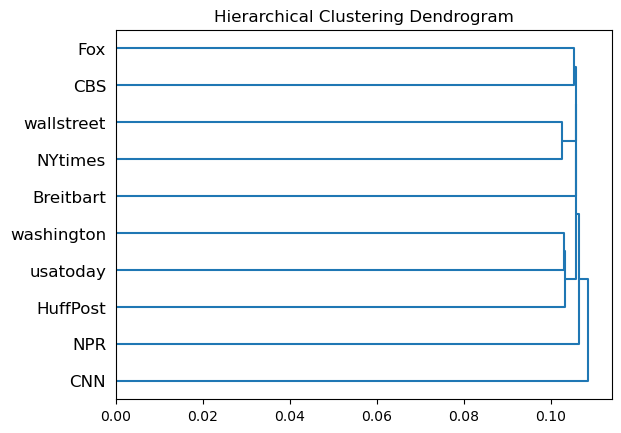 Hierarchical Clustering Dendrogram
Fox
CBS
wallstreet
NYtimes
Breitbart
washington
usatoday
HuffPost
NPR
CNN
0.00 0.02 0.04 0.06 0.08 0.10